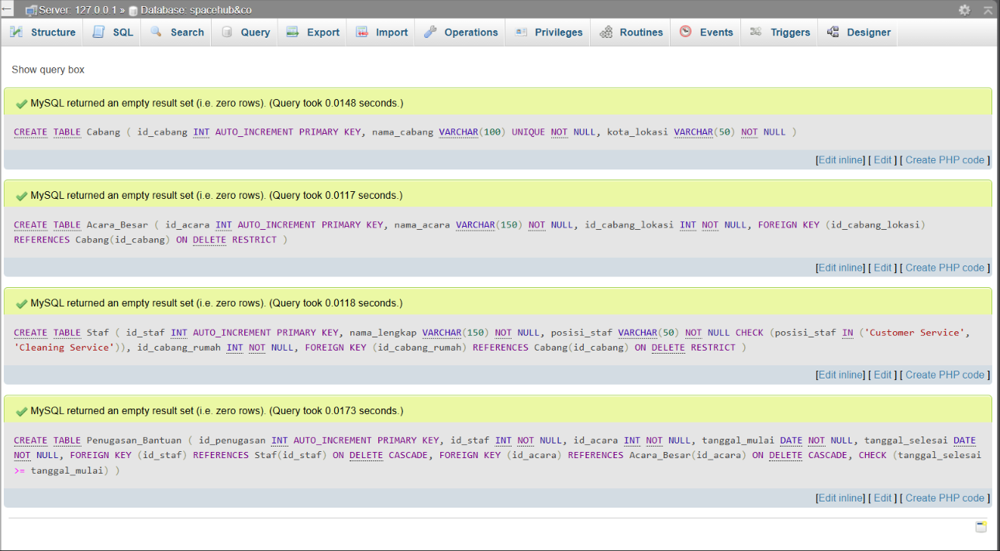 Server: 127.0.0.1 » Database: spacehub&co
Structure SQL Search Query Export Import Operations Privileges Routines Events Triggers Designer
Show query box
MySQL returned an empty result set (i.e. zero rows). (Query took 0.0148 seconds.)
CREATE TABLE Cabang ( id_cabang INT AUTO_INCREMENT PRIMARY KEY, nama_cabang VARCHAR(100) UNIQUE NOT NULL, kota_lokasi VARCHAR(50) NOT NULL )
[Edit inline] [ Edit ] [ Create PHP code ]
MySQL returned an empty result set (i.e. zero rows). (Query took 0.0117 seconds.)
CREATE TABLE Acara_Besar ( id_acara INT AUTO_INCREMENT PRIMARY KEY, nama_acara VARCHAR(150) NOT NULL, id_cabang_lokasi INT NOT NULL, FOREIGN KEY (id_cabang_lokasi)
REFERENCES Cabang(id_cabang) ON DELETE RESTRICT )
[Edit inline] [ Edit ] [ Create PHP code ]
MySQL returned an empty result set (i.e. zero rows). (Query took 0.0118 seconds.)
CREATE TABLE Staf ( id_staf INT AUTO_INCREMENT PRIMARY KEY, nama_lengkap VARCHAR(150) NOT NULL, posisi_staf VARCHAR(50) NOT NULL CHECK (posisi_staf IN ('Customer Service',
'Cleaning Service')), id_cabang_rumah INT NOT NULL, FOREIGN KEY (id_cabang_rumah) REFERENCES Cabang(id_cabang) ON DELETE RESTRICT )
[Edit inline] [ Edit ] [ Create PHP code ]
MySQL returned an empty result set (i.e. zero rows). (Query took 0.0173 seconds.)
CREATE TABLE Penugasan_Bantuan ( id_penugasan INT AUTO_INCREMENT PRIMARY KEY, id_staf INT NOT NULL, id_acara INT NOT NULL, tanggal_mulai DATE NOT NULL, tanggal_selesai DATE
NOT NULL, FOREIGN KEY (id_staf) REFERENCES Staf(id_staf) ON DELETE CASCADE, FOREIGN KEY (id_acara) REFERENCES Acara_Besar(id_acara) ON DELETE CASCADE, CHECK (tanggal_selesai
>= tanggal_mulai) )
[Edit inline] [ Edit ] [ Create PHP code ]